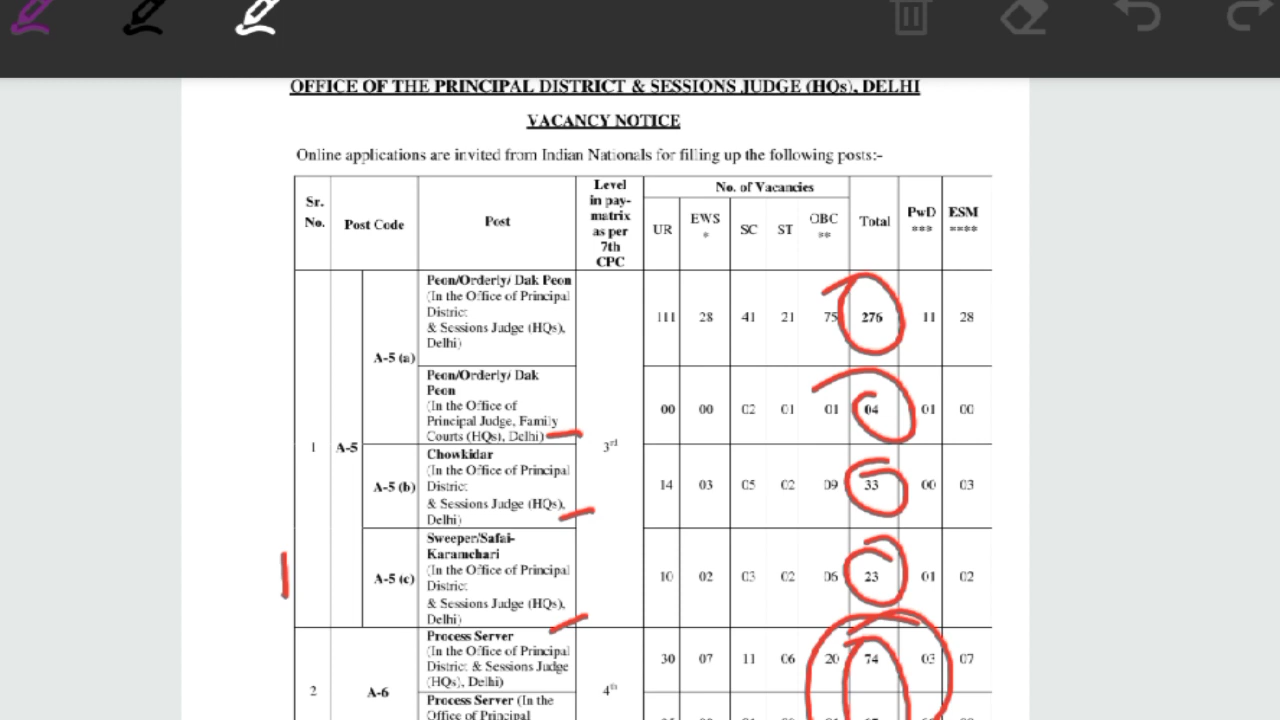 OFFICE OF THE PRINCIPAL DISTRICT & SESSIONS JUDGE (HQs), DELHI
VACANCY NOTICE
Online applications are invited from Indian Nationals for filling up the following posts:-
Sr. No. Post Code Post Level in pay-matrix as per 7th CPC No. of Vacancies Total PwD *** ESM ****
UR EWS * SC ST OBC **
1 A-5 A-5 (a) 3rd
Peon/Orderly/ Dak Peon
(In the Office of Principal
District
& Sessions Judge (HQs),
Delhi)
111 28 41 21 75 276 11 28
Peon/Orderly/ Dak
Peon
(In the Office of
Principal Judge, Family
Courts (HQs), Delhi)
00 00 02 01 01 04 01 00
A-5 (b)
Chowkidar
(In the Office of Principal
District
& Sessions Judge (HQs),
Delhi)
14 03 05 02 09 33 00 03
A-5 (c)
Sweeper/Safai-
Karamchari
(In the Office of Principal
District
& Sessions Judge (HQs),
Delhi)
10 02 03 02 06 23 01 02
2 A-6 4th
Process Server
(In the Office of Principal
District & Sessions Judge
(HQs), Delhi)
30 07 11 06 20 74 03 07
Process Server (In the
Office of Principal